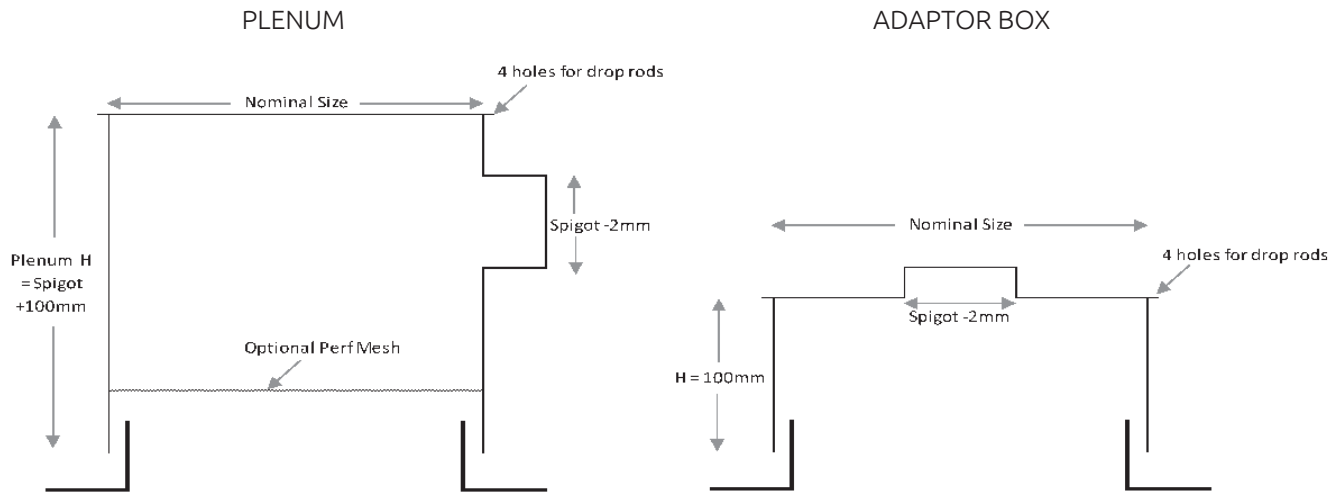 PLENUM
4 holes for drop rods
Nominal Size
Spigot -2mm
Plenum H
= Spigot
+100mm
Optional Perf Mesh
ADAPTOR BOX
Nominal Size
4 holes for drop rods
Spigot -2mm
H = 100mm